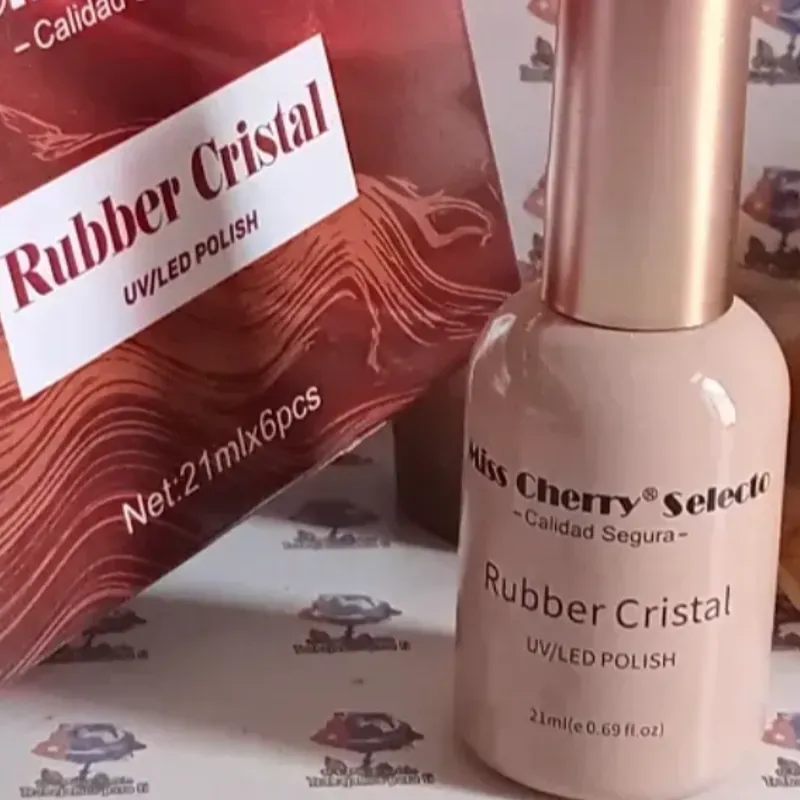 -Calidad
Rubber Cristal
UV/LED POLISH
Net:21mlx6pcs
Miss Cherry® Selecto
-Calidad Segura-
Rubber Cristal
UV/LED POLISH
21ml(e 0.69 fl.oz)